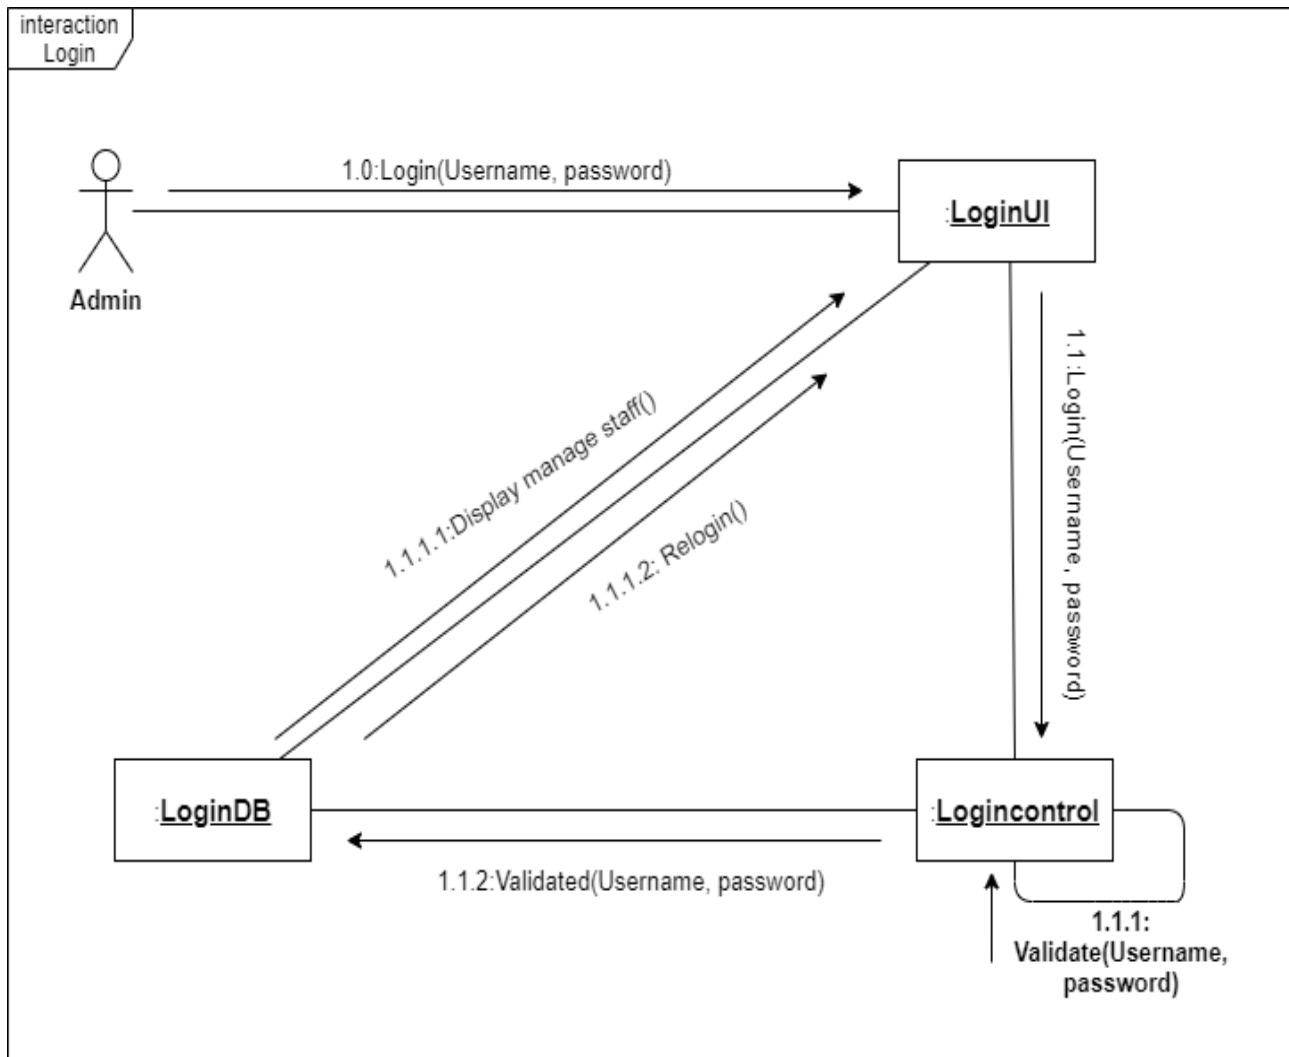 interaction
Login
1.0:Login(Username, password)
:LoginUI
Admin
1.1:Login(Username, password)
1.1.1.1:Display manage staff()
1.1.1.2: Relogin()
:LoginDB
:Logincontrol
1.1.2:Validated(Username, password)
1.1.1:
Validate(Username,
password)